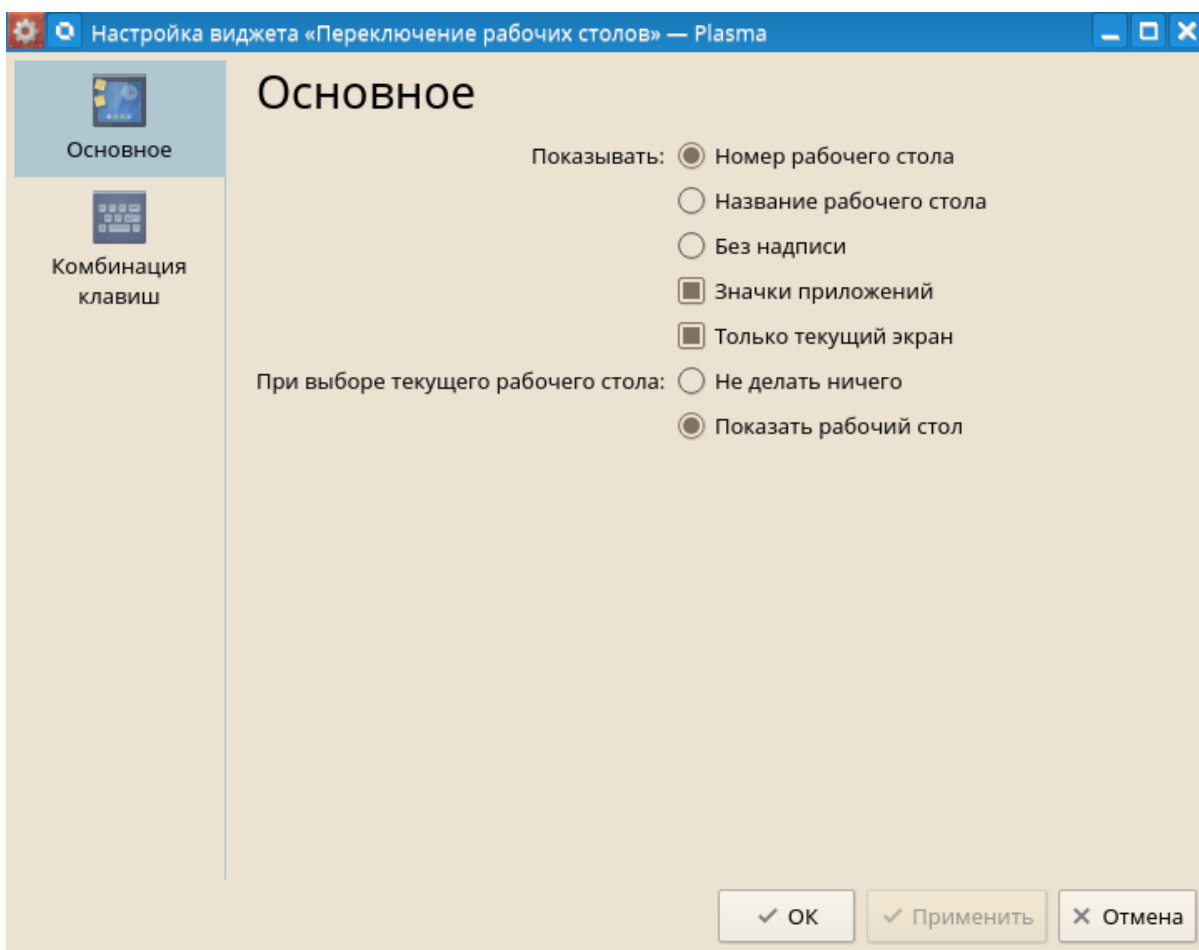 Настройка виджета «Переключение рабочих столов» — Plasma
Основное
Комбинация
клавиш
Основное
Показывать: Номер рабочего стола
Название рабочего стола
Без надписи
Значки приложений
Только текущий экран
При выборе текущего рабочего стола: Не делать ничего
Показать рабочий стол
ОК Применить Отмена